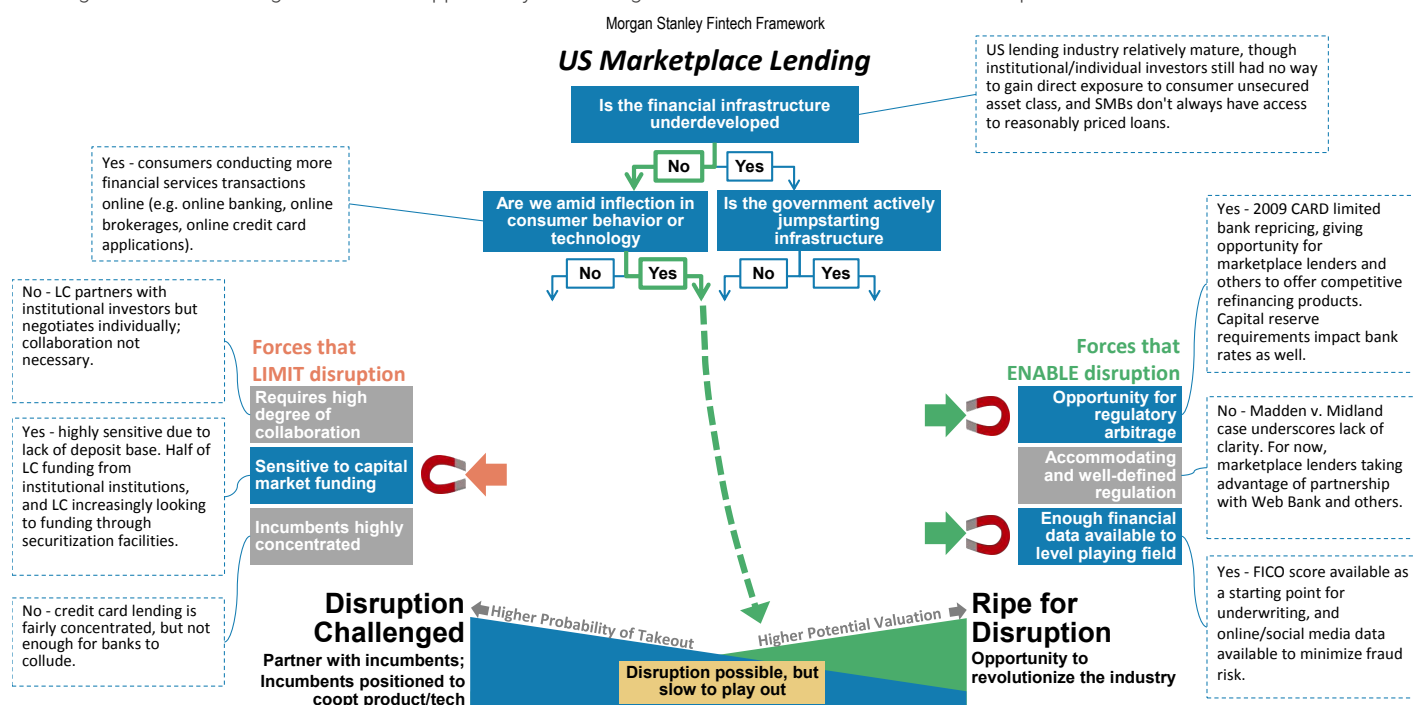 Morgan Stanley Fintech Framework
US Marketplace Lending
US lending industry relatively mature, though
institutional/individual investors still had no way
to gain direct exposure to consumer unsecured
asset class, and SMBs don't always have access
to reasonably priced loans.
Is the financial infrastructure
underdeveloped
No
Yes
Yes - consumers conducting more
financial services transactions
online (e.g. online banking, online
brokerages, online credit card
applications).
Are we amid inflection in
consumer behavior or
technology
Is the government actively
jumpstarting
infrastructure
No
Yes
No
Yes
No - LC partners with
institutional investors but
negotiates individually;
collaboration not
necessary.
Yes - highly sensitive due to
lack of deposit base. Half of
LC funding from
institutional institutions,
and LC increasingly looking
to funding through
securitization facilities.
No - credit card lending is
fairly concentrated, but not
enough for banks to
collude.
Forces that
LIMIT disruption
Requires high
degree of
collaboration
Sensitive to capital
market funding
Incumbents highly
concentrated
Forces that
ENABLE disruption
Opportunity for
regulatory
arbitrage
Accommodating
and well-defined
regulation
Enough financial
data available to
level playing field
Yes - 2009 CARD limited
bank repricing, giving
opportunity for
marketplace lenders and
others to offer competitive
refinancing products.
Capital reserve
requirements impact bank
rates as well.
No - Madden v. Midland
case underscores lack of
clarity. For now,
marketplace lenders taking
advantage of partnership
with Web Bank and others.
Yes - FICO score available as
a starting point for
underwriting, and
online/social media data
available to minimize fraud
risk.
Disruption
Challenged
Partner with incumbents;
Incumbents positioned to
coopt product/tech
Higher Probability of Takeout
Higher Potential Valuation
Disruption possible, but
slow to play out
Ripe for
Disruption
Opportunity to
revolutionize the industry